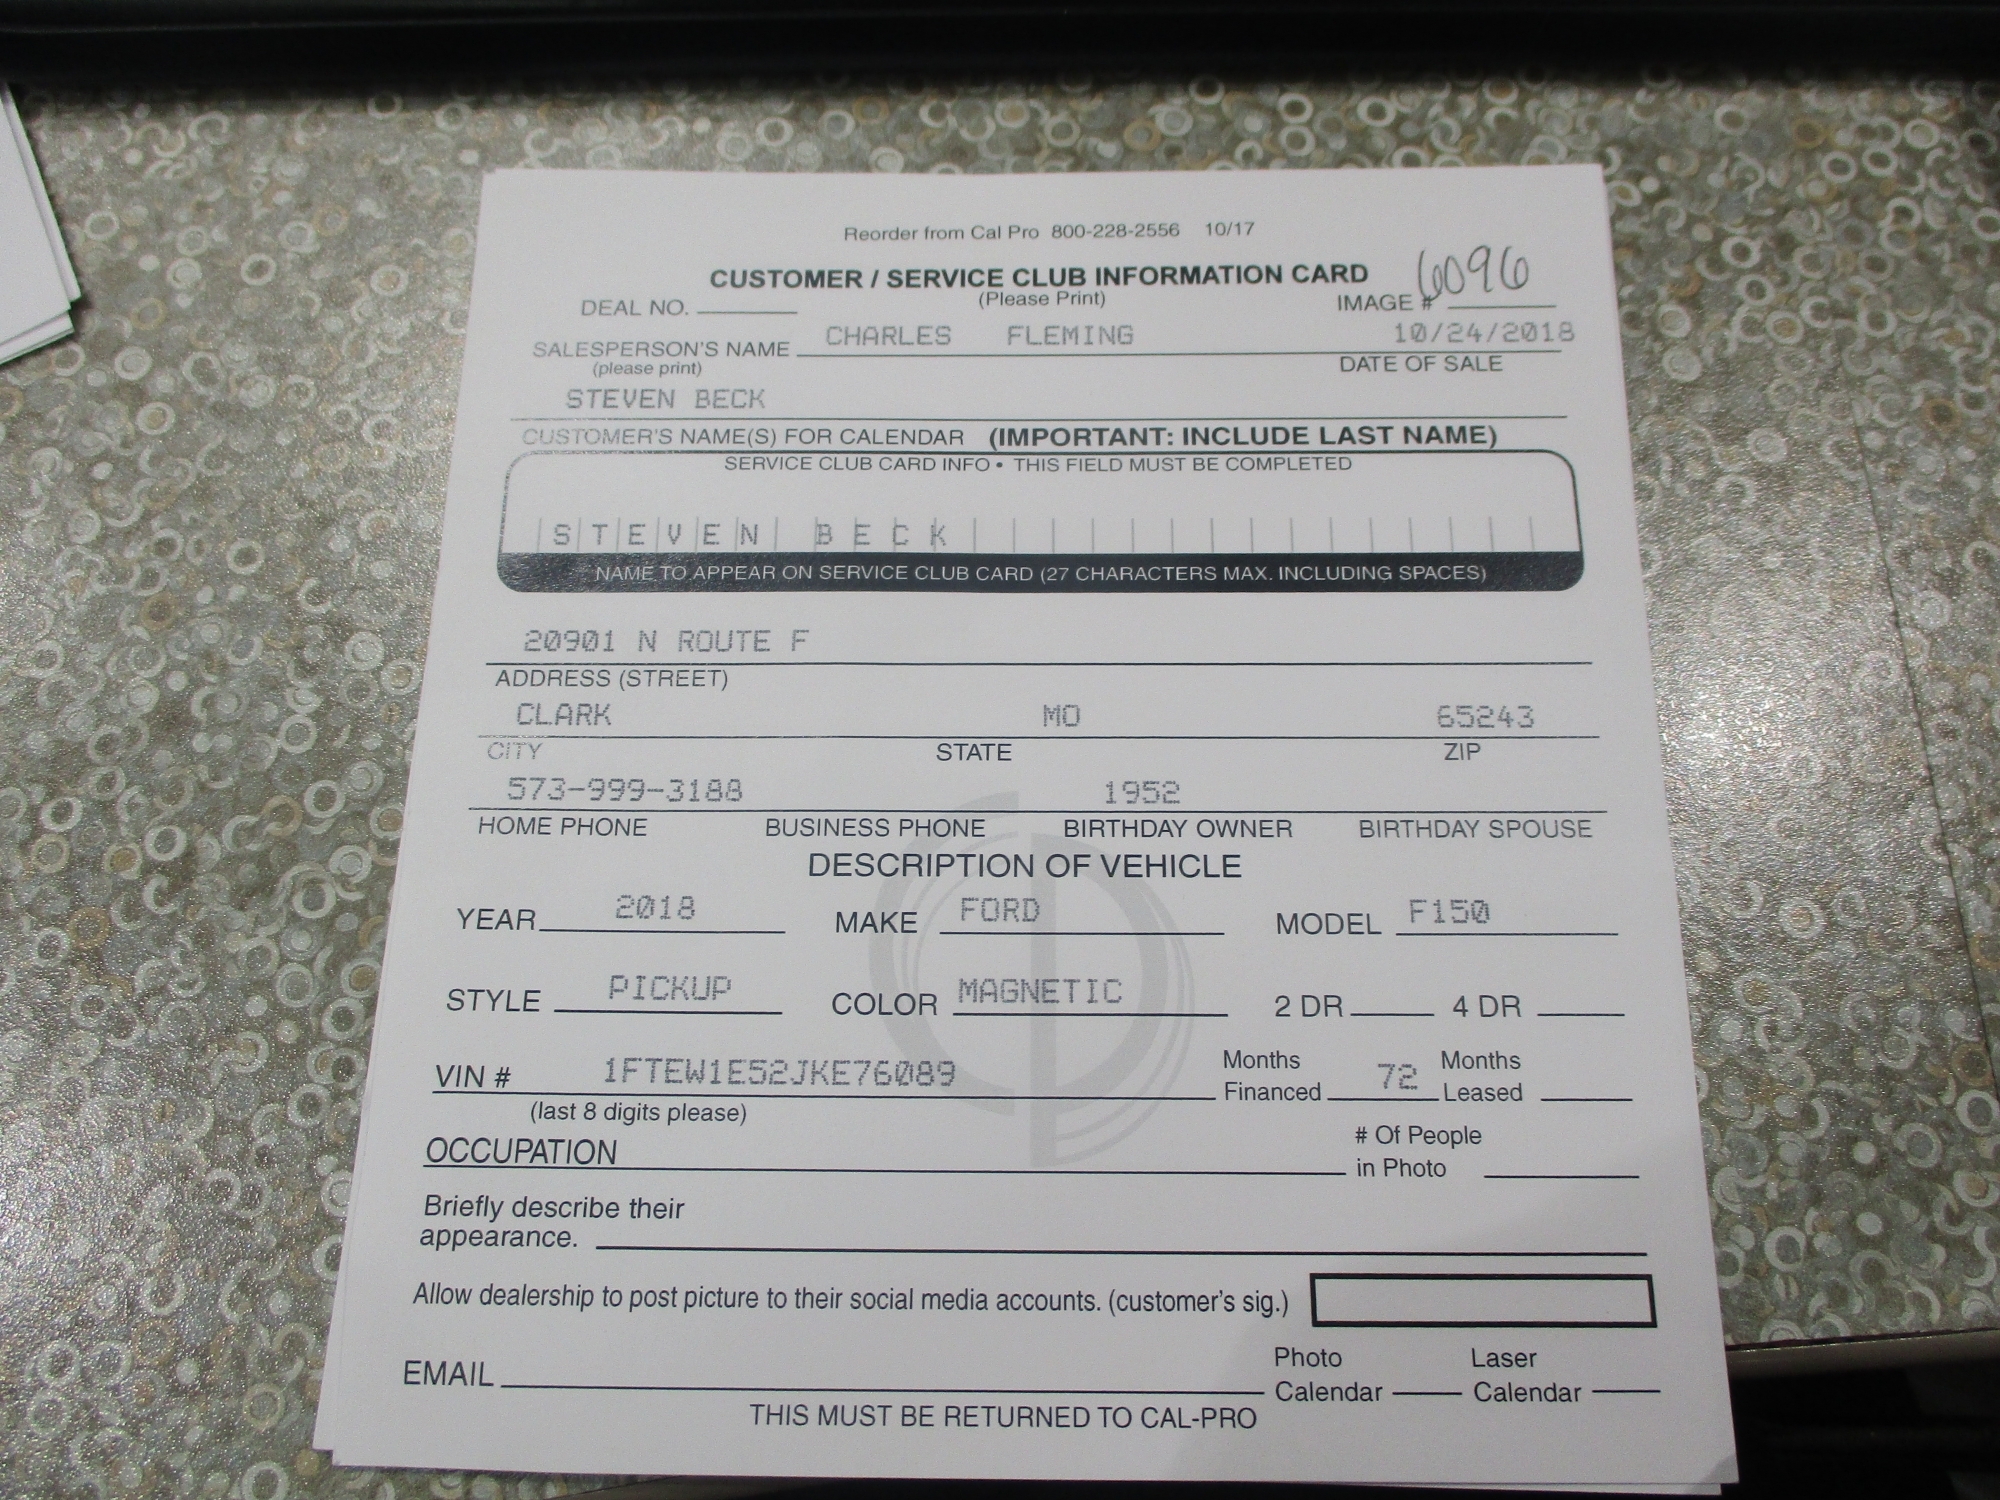 Reorder from Cal Pro 800-228-2556 10/17
CUSTOMER / SERVICE CLUB INFORMATION CARD
(Please Print)
DEAL NO. IMAGE # 6096
SALESPERSON'S NAME CHARLES FLEMING 10/24/2018
(please print) DATE OF SALE
STEVEN BECK
CUSTOMER'S NAME(S) FOR CALENDAR (IMPORTANT: INCLUDE LAST NAME)
SERVICE CLUB CARD INFO • THIS FIELD MUST BE COMPLETED
STEVEN BECK
NAME TO APPEAR ON SERVICE CLUB CARD (27 CHARACTERS MAX. INCLUDING SPACES)
20901 N ROUTE F
ADDRESS (STREET)
CLARK MO 65243
CITY STATE ZIP
573-999-3188 1952
HOME PHONE BUSINESS PHONE BIRTHDAY OWNER BIRTHDAY SPOUSE
DESCRIPTION OF VEHICLE
YEAR 2018 MAKE FORD MODEL F150
STYLE PICKUP COLOR MAGNETIC 2 DR 4 DR
VIN # 1FTEW1E52JKE76089 Months Financed 72 Months Leased
(last 8 digits please)
OCCUPATION # Of People in Photo
Briefly describe their
appearance.
Allow dealership to post picture to their social media accounts. (customer's sig.)
EMAIL Photo Calendar Laser Calendar
THIS MUST BE RETURNED TO CAL-PRO